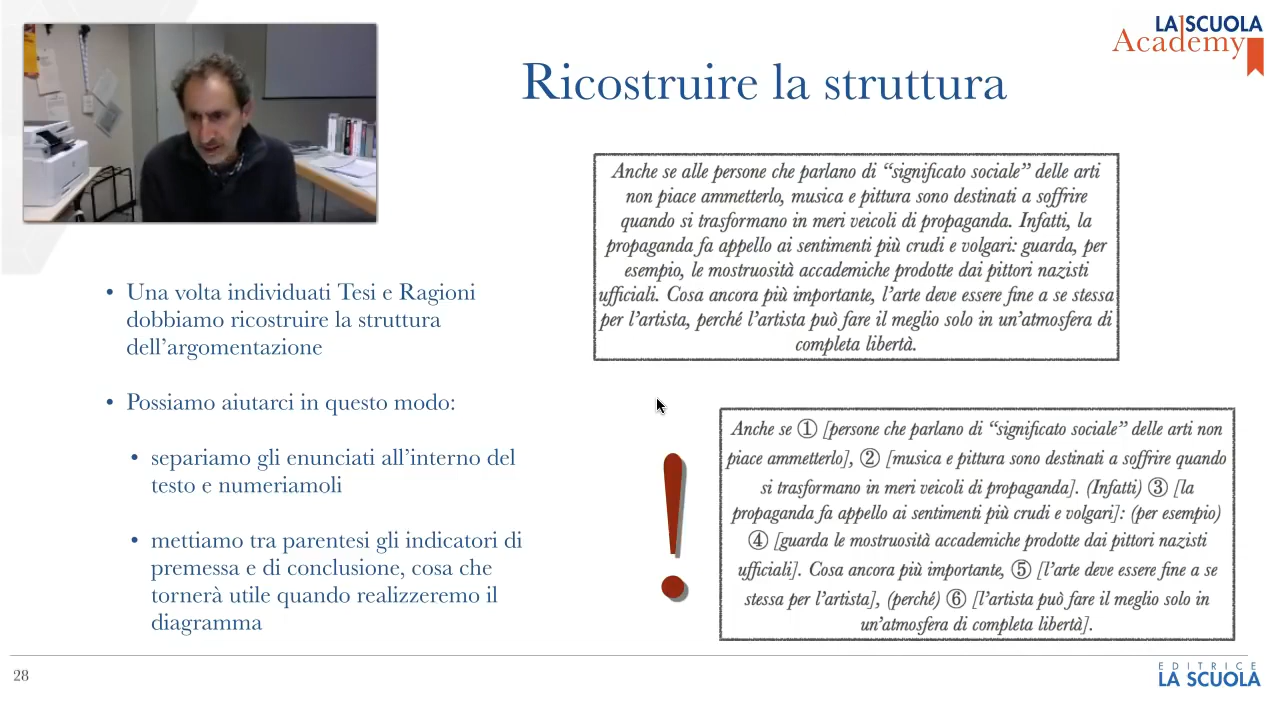 LA SCUOLA
Academy
Ricostruire la struttura
Anche se alle persone che parlano di “significato sociale” delle arti
non piace ammetterlo, musica e pittura sono destinati a soffrire
quando si trasformano in meri veicoli di propaganda. Infatti, la
propaganda fa appello ai sentimenti più crudi e volgari: guarda, per
esempio, le mostruosità accademiche prodotte dai pittori nazisti
ufficiali. Cosa ancora più importante, l’arte deve essere fine a se stessa
per l’artista, perché l’artista può fare il meglio solo in un’atmosfera di
completa libertà.
• Una volta individuati Tesi e Ragioni
dobbiamo ricostruire la struttura
dell’argomentazione
• Possiamo aiutarci in questo modo:
• separiamo gli enunciati all’interno del
testo e numeriamoli
• mettiamo tra parentesi gli indicatori di
premessa e di conclusione, cosa che
tornerà utile quando realizzeremo il
diagramma
!
Anche se ① [persone che parlano di “significato sociale” delle arti non
piace ammetterlo], ② [musica e pittura sono destinati a soffrire quando
si trasformano in meri veicoli di propaganda]. (Infatti) ③ [la
propaganda fa appello ai sentimenti più crudi e volgari]: (per esempio)
④ [guarda le mostruosità accademiche prodotte dai pittori nazisti
ufficiali]. Cosa ancora più importante, ⑤ [l’arte deve essere fine a se
stessa per l’artista], (perché) ⑥ [l’artista può fare il meglio solo in
un’atmosfera di completa libertà].
28
EDITRICE
LA SCUOLA